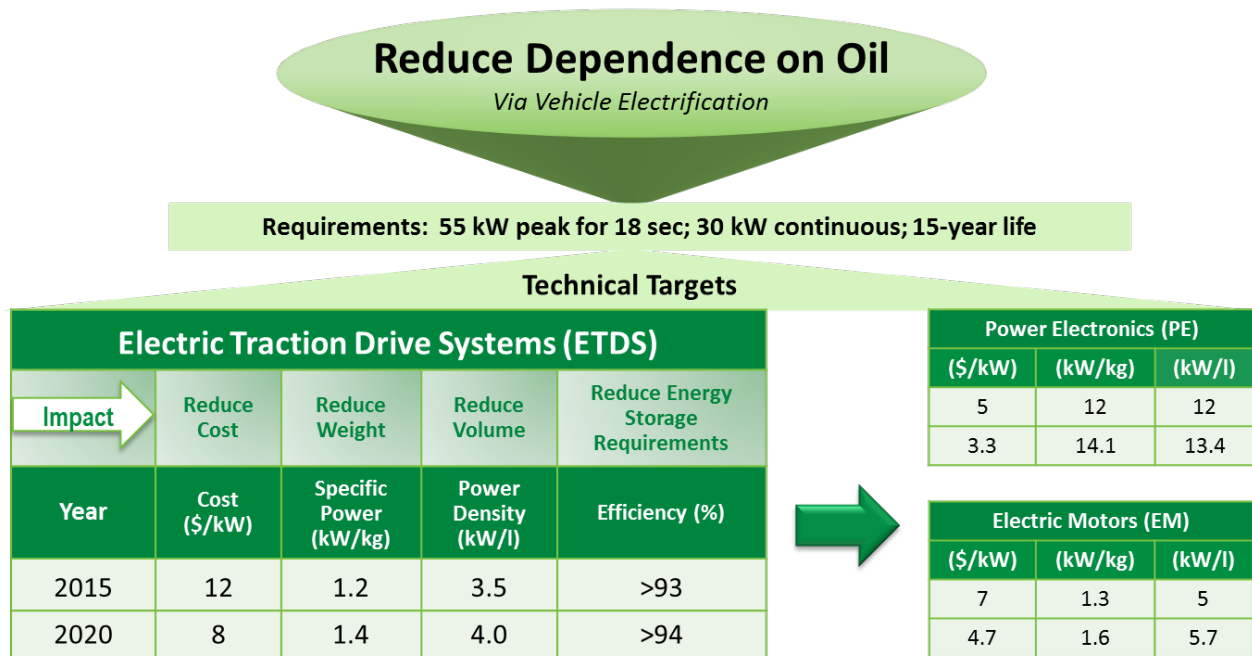 Reduce Dependence on Oil
Via Vehicle Electrification
Requirements: 55 kW peak for 18 sec; 30 kW continuous; 15-year life
Technical Targets
Electric Traction Drive Systems (ETDS)
Impact
Reduce
Cost
Reduce
Weight
Reduce
Volume
Reduce Energy
Storage
Requirements
Year
Cost
($/kW)
Specific
Power
(kW/kg)
Power
Density
(kW/l)
Efficiency (%)
2015 12 1.2 3.5 >93
2020 8 1.4 4.0 >94
Power Electronics (PE)
($/kW) (kW/kg) (kW/l)
5 12 12
3.3 14.1 13.4
Electric Motors (EM)
($/kW) (kW/kg) (kW/l)
7 1.3 5
4.7 1.6 5.7